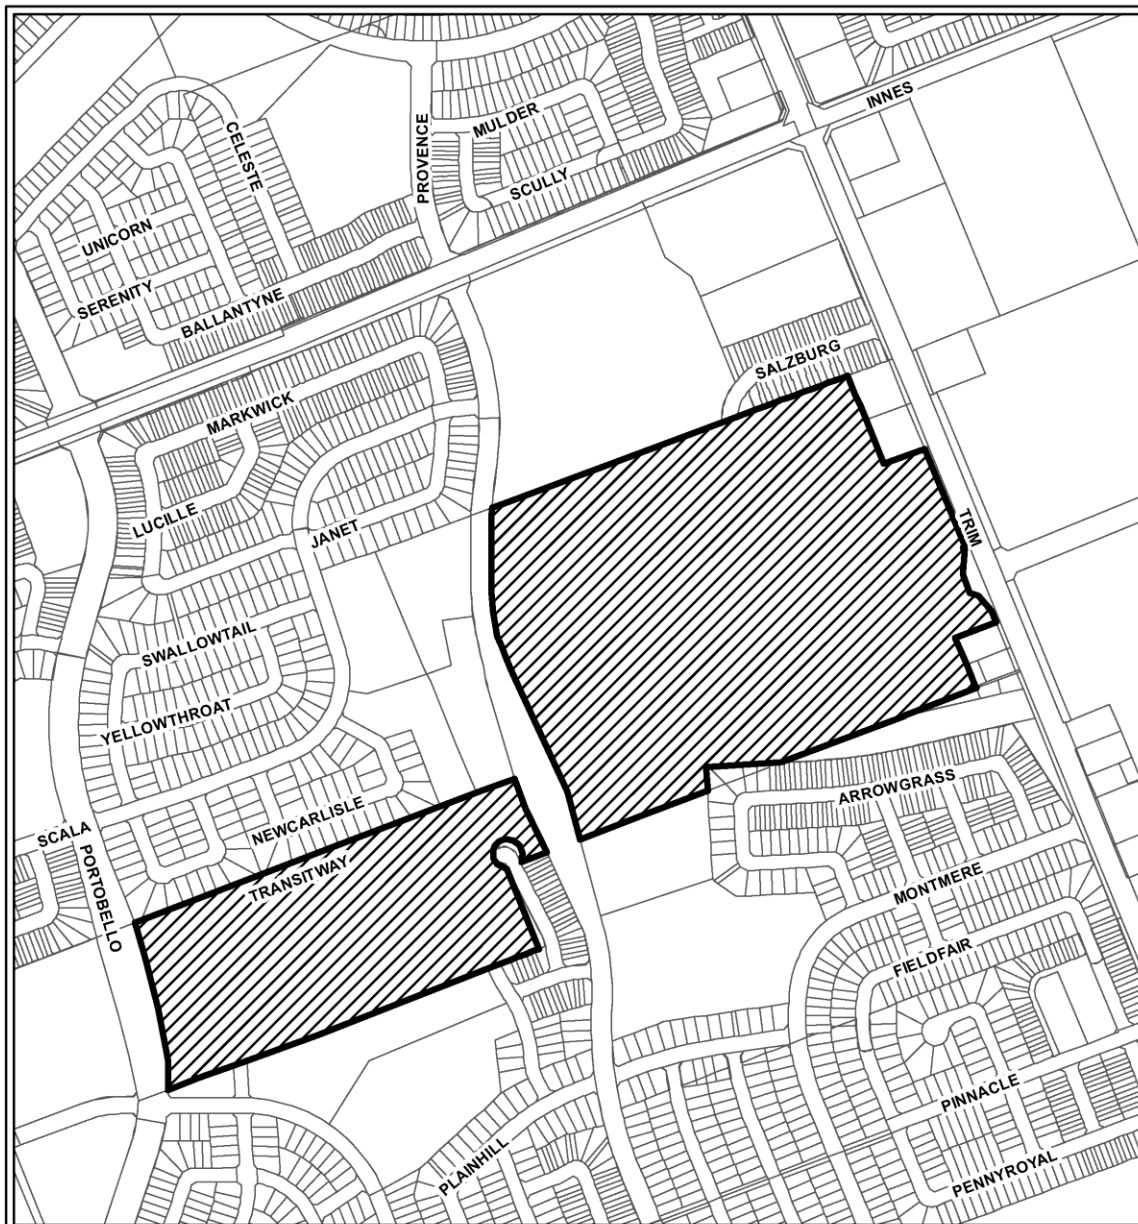 INNES
MULDER
CELESTE
PROVENCE
SCULLY
UNICORN
SERENITY
BALLANTYNE
SALZBURG
MARKWICK
LUCILLE
JANET
TRIM
SWALLOWTAIL
YELLOWTHROAT
ARROWGRASS
NEWCARLISLE
SCALA
TRANSITWAY
PORTOBELLO
MONTMERE
FIELDFAIR
PINNACLE
PLAINHILL
PENNYROYAL